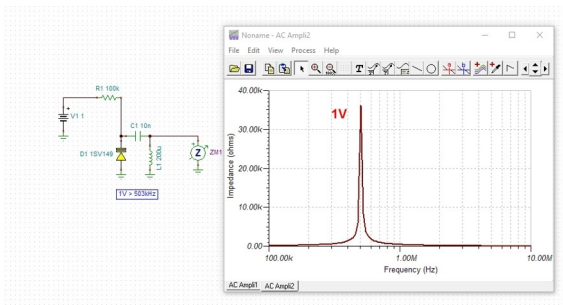 Noname - AC Ampli2
File Edit View Process Help
T
a
b
R1 100k
V1 1
+
C1 10n
D1 1SV149
L1 200u
+
Z
ZM1
1V > 503kHz
1V
Impedance (ohms)
40.00k
30.00k
20.00k
10.00k
0.00
100.00k
1.00M
10.00M
Frequency (Hz)
AC Ampli1
AC Ampli2